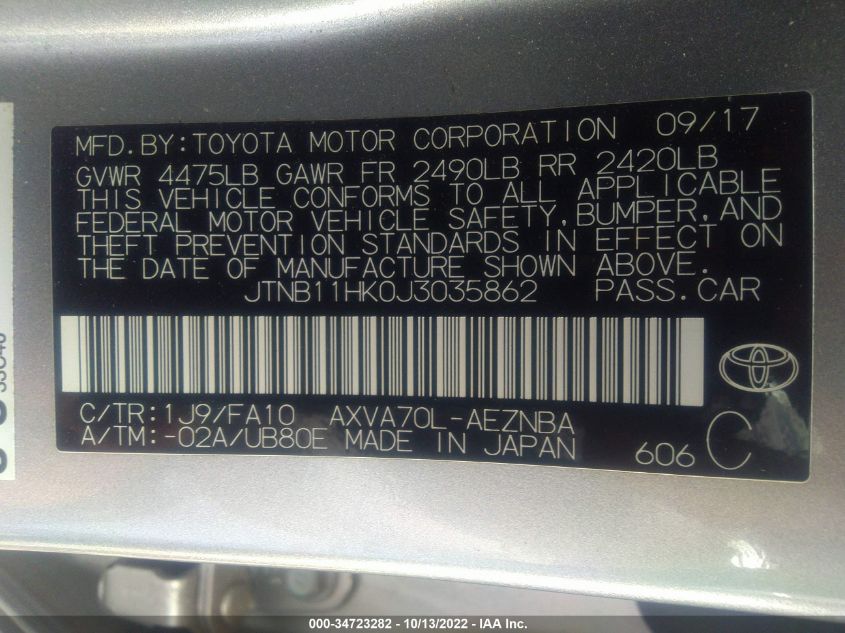 MFD.BY:TOYOTA MOTOR CORPORATION 09/17
GVWR 4475LB GAWR FR 2490LB RR 2420LB
THIS VEHICLE CONFORMS TO ALL APPLICABLE
FEDERAL MOTOR VEHICLE SAFETY,BUMPER,AND
THEFT PREVENTION STANDARDS IN EFFECT ON
THE DATE OF MANUFACTURE SHOWN ABOVE.
JTNB11HK0J3035862 PASS.CAR
C/TR:1J9/FA10 AXVA70L-AEZNBA
A/TM:-02A/UB80E MADE IN JAPAN 606 C
000-34723282 - 10/13/2022 - IAA Inc.